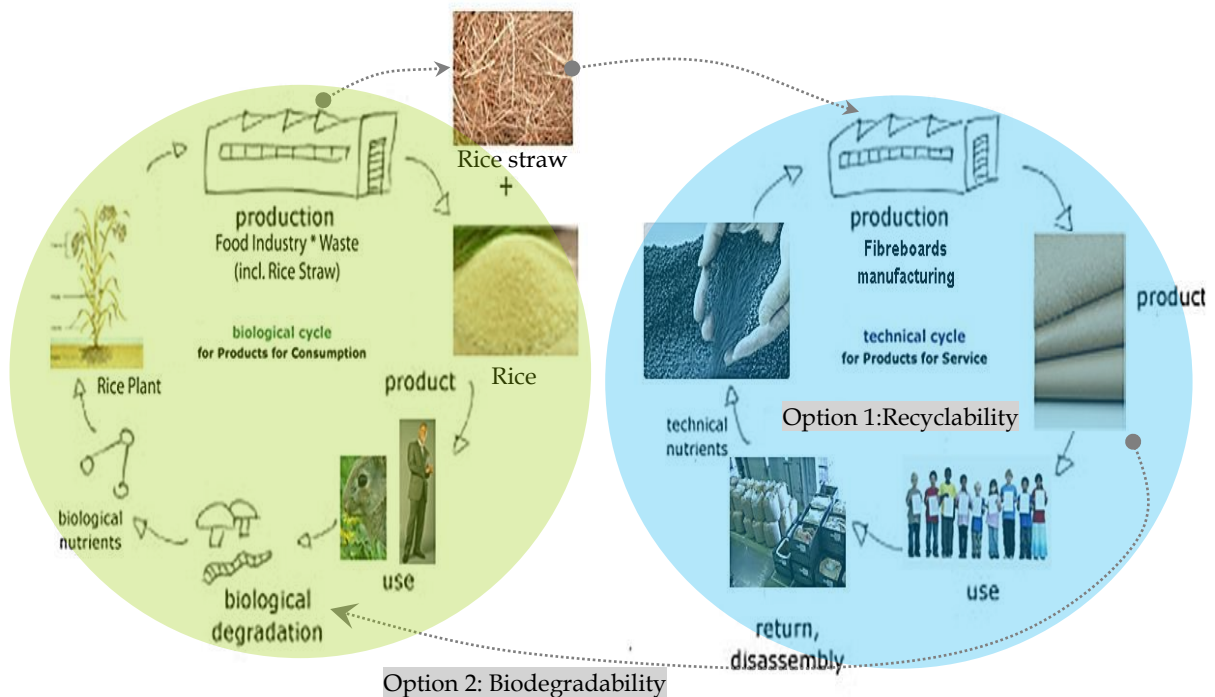 Rice straw
+
production
Food Industry * Waste
(incl. Rice Straw)
biological cycle
for Products for Consumption
Rice Plant
Rice
product
biological
nutrients
use
biological
degradation
production
Fibreboards
manufacturing
product
technical cycle
for Products for Service
Option 1:Recyclability
technical
nutrients
use
return,
disassembly
Option 2: Biodegradability